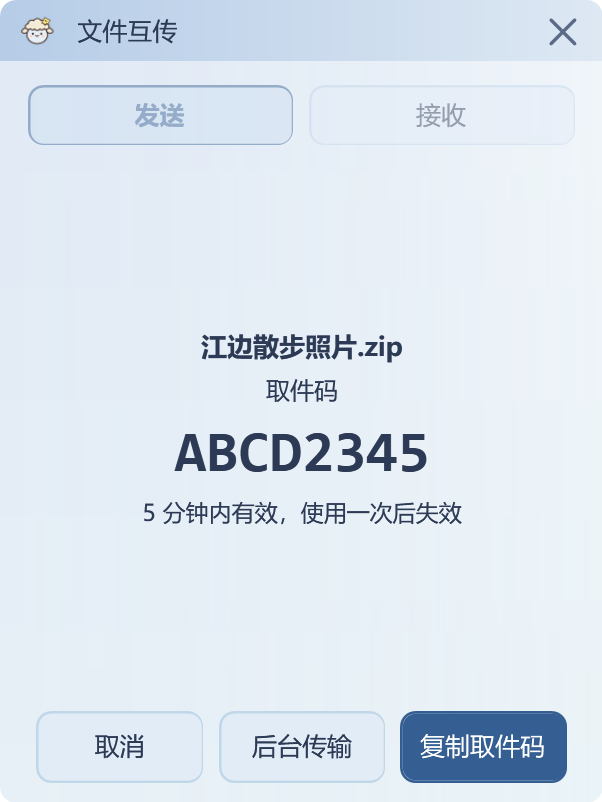 文件互传
发送
接收
江边散步照片.zip
取件码
ABCD2345
5 分钟内有效，使用一次后失效
取消
后台传输
复制取件码